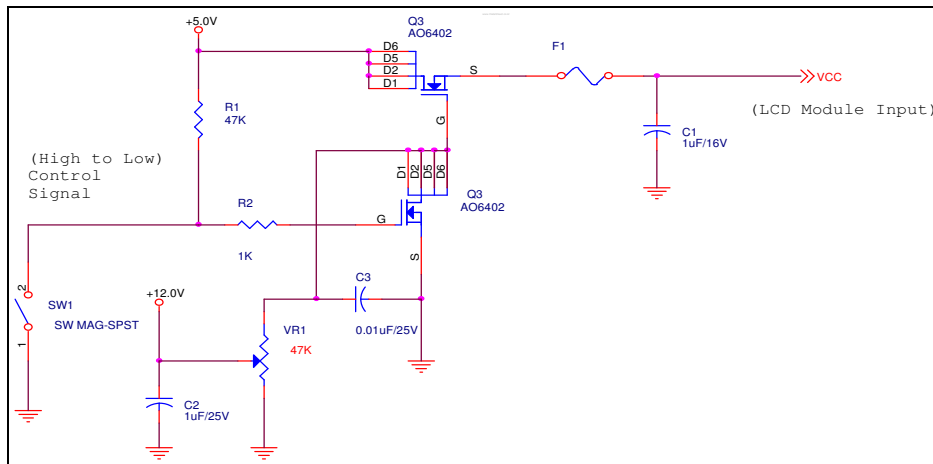 +5.0V
Q3
AO6402
F1
D6
D5
D2
D1
S
VCC
R1
47K
G
(LCD Module Input)
C1
1uF/16V
(High to Low)
Control
Signal
D1
D2
D5
D6
Q3
AO6402
R2
G
1K
S
C3
2
+12.0V
SW1
SW MAG-SPST
VR1
0.01uF/25V
47K
1
C2
1uF/25V